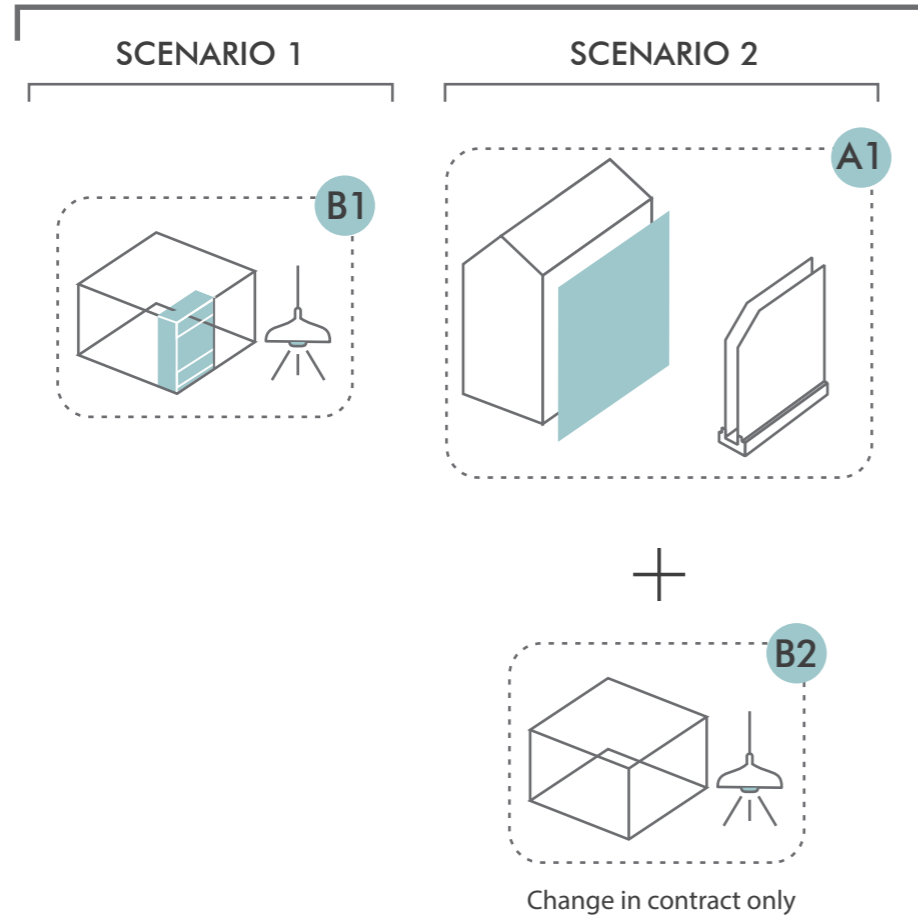 SCENARIO 1
SCENARIO 2
B1
A1
B2
Change in contract only